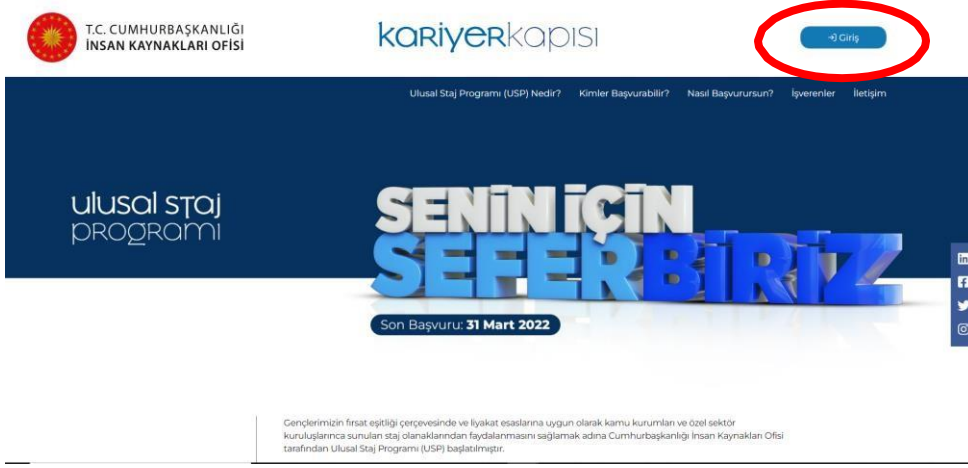 T.C. CUMHURBAŞKANLIĞI
İNSAN KAYNAKLARI OFİSİ
kariyerkapısı
Giriş
Ulusal Staj Programı (USP) Nedir? Kimler Başvurabilir? Nasıl Başvurursun? İşverenler İletişim
ulusal staj
programı
SENİN İÇİN
SEFERBİRİZ
Son Başvuru: 31 Mart 2022
Gençlerimizin fırsat eşitliği çerçevesinde ve liyakat esaslarına uygun olarak kamu kurumları ve özel sektör
kuruluşlarınca sunulan staj olanaklarından faydalanmasını sağlamak adına Cumhurbaşkanlığı İnsan Kaynakları Ofisi
tarafından Ulusal Staj Programı (USP) başlatılmıştır.